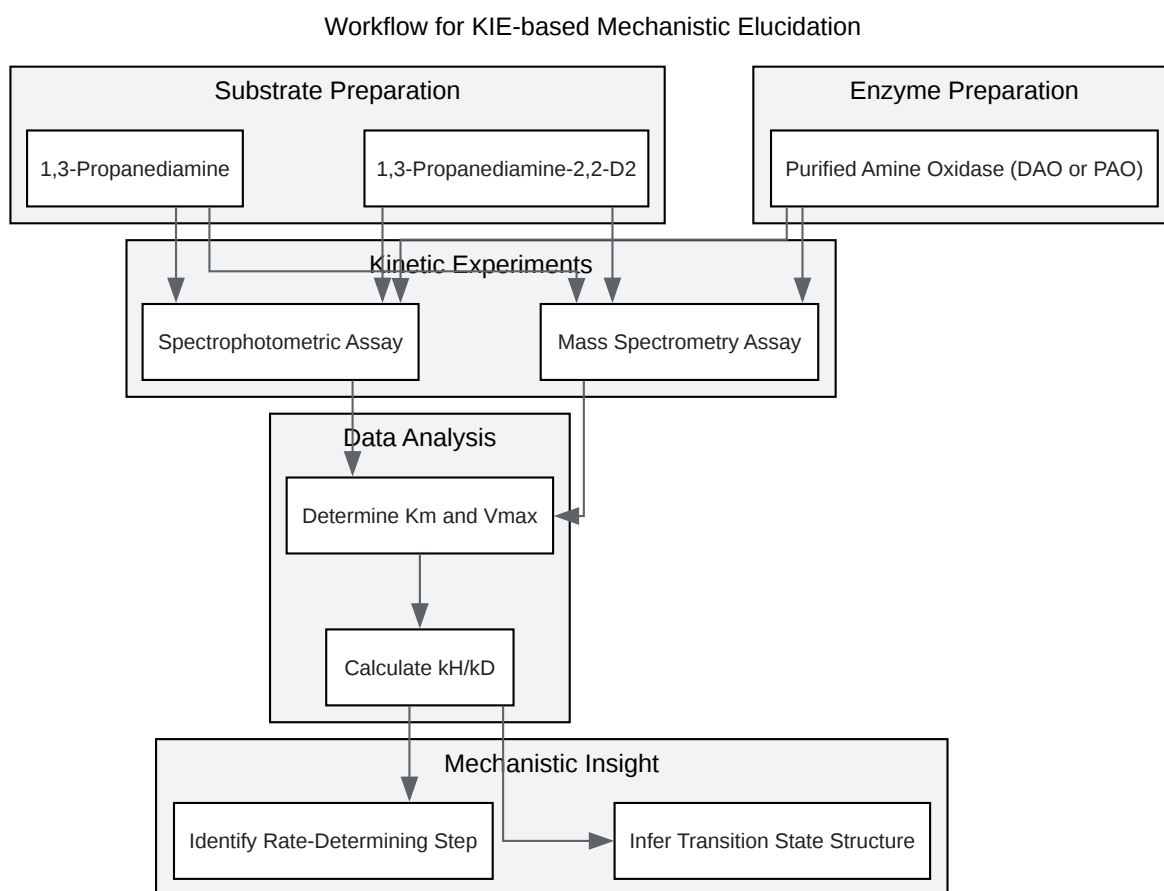 Workflow for KIE-based Mechanistic Elucidation
Substrate Preparation
Enzyme Preparation
1,3-Propanediamine
1,3-Propanediamine-2,2-D2
Purified Amine Oxidase (DAO or PAO)
Kinetic Experiments
Spectrophotometric Assay
Mass Spectrometry Assay
Data Analysis
Determine Km and Vmax
Calculate kH/kD
Mechanistic Insight
Identify Rate-Determining Step
Infer Transition State Structure